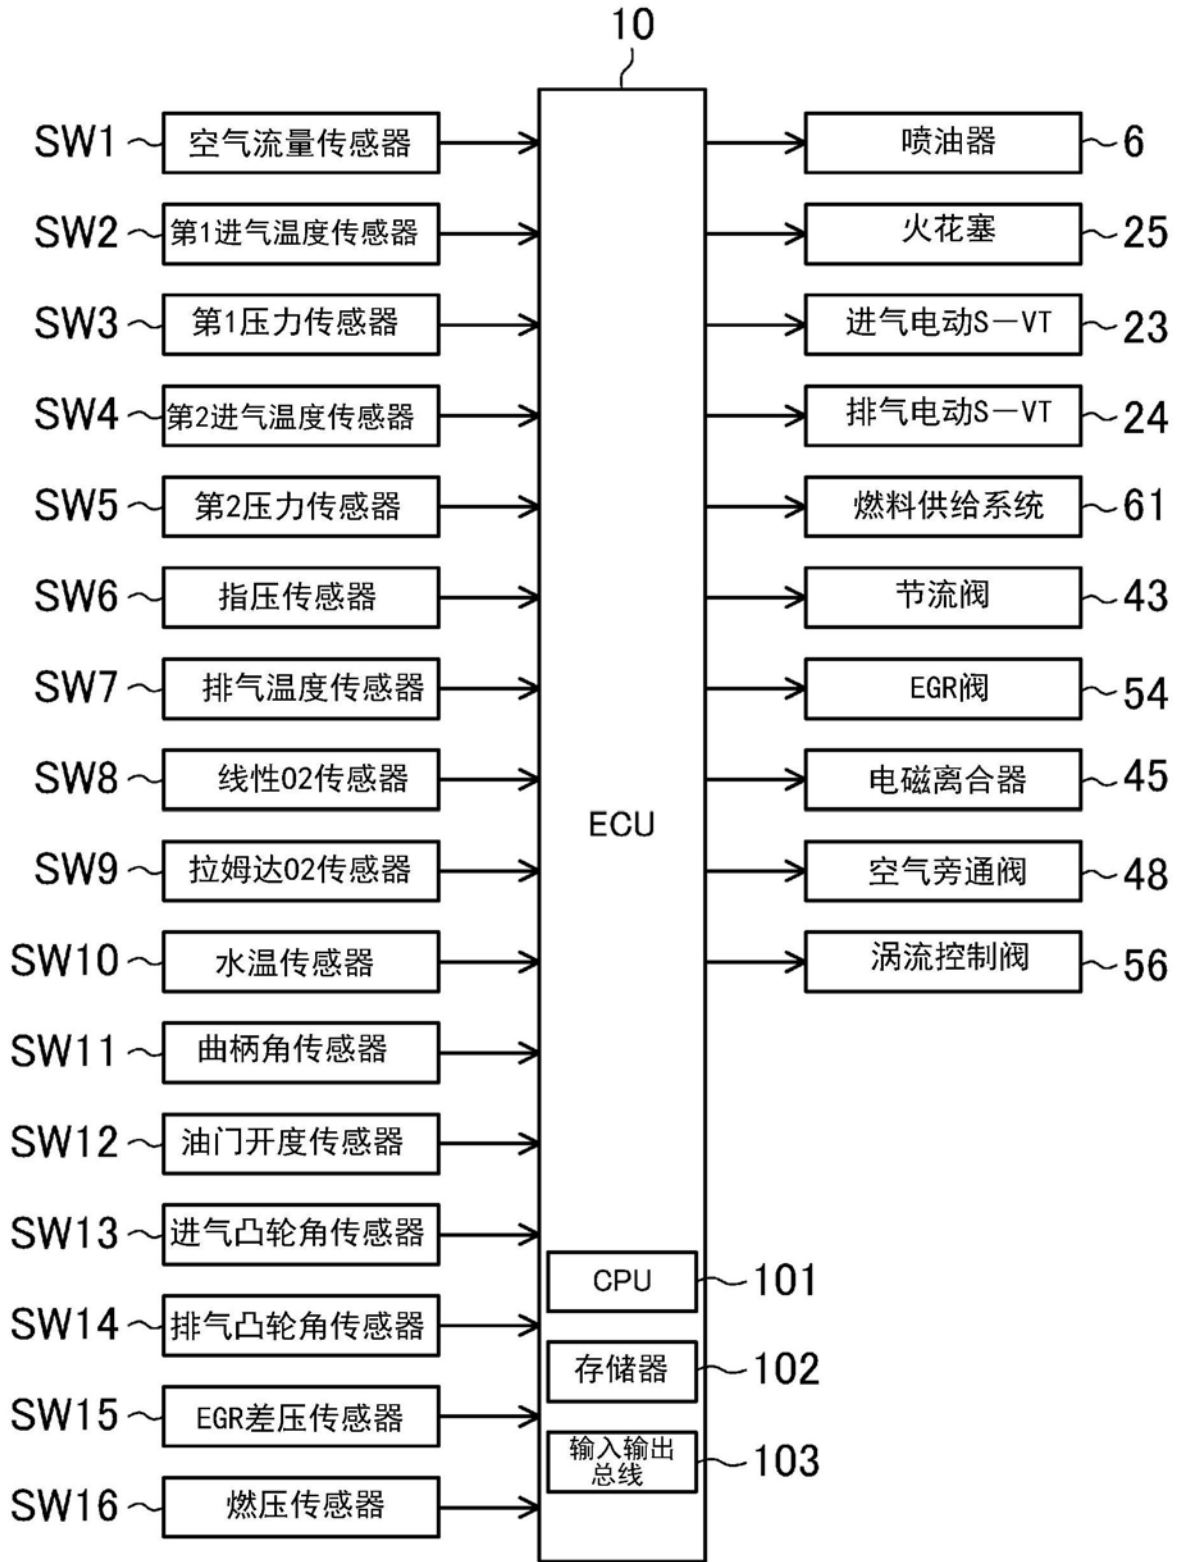 10
SW1 空气流量传感器
SW2 第1进气温度传感器
SW3 第1压力传感器
SW4 第2进气温度传感器
SW5 第2压力传感器
SW6 指压传感器
SW7 排气温度传感器
SW8 线性O2传感器
SW9 拉姆达O2传感器
SW10 水温传感器
SW11 曲柄角传感器
SW12 油门开度传感器
SW13 进气凸轮角传感器
SW14 排气凸轮角传感器
SW15 EGR差压传感器
SW16 燃压传感器
ECU
CPU 101
存储器 102
输入输出
总线 103
喷油器 6
火花塞 25
进气电动S-VT 23
排气电动S-VT 24
燃料供给系统 61
节流阀 43
EGR阀 54
电磁离合器 45
空气旁通阀 48
涡流控制阀 56